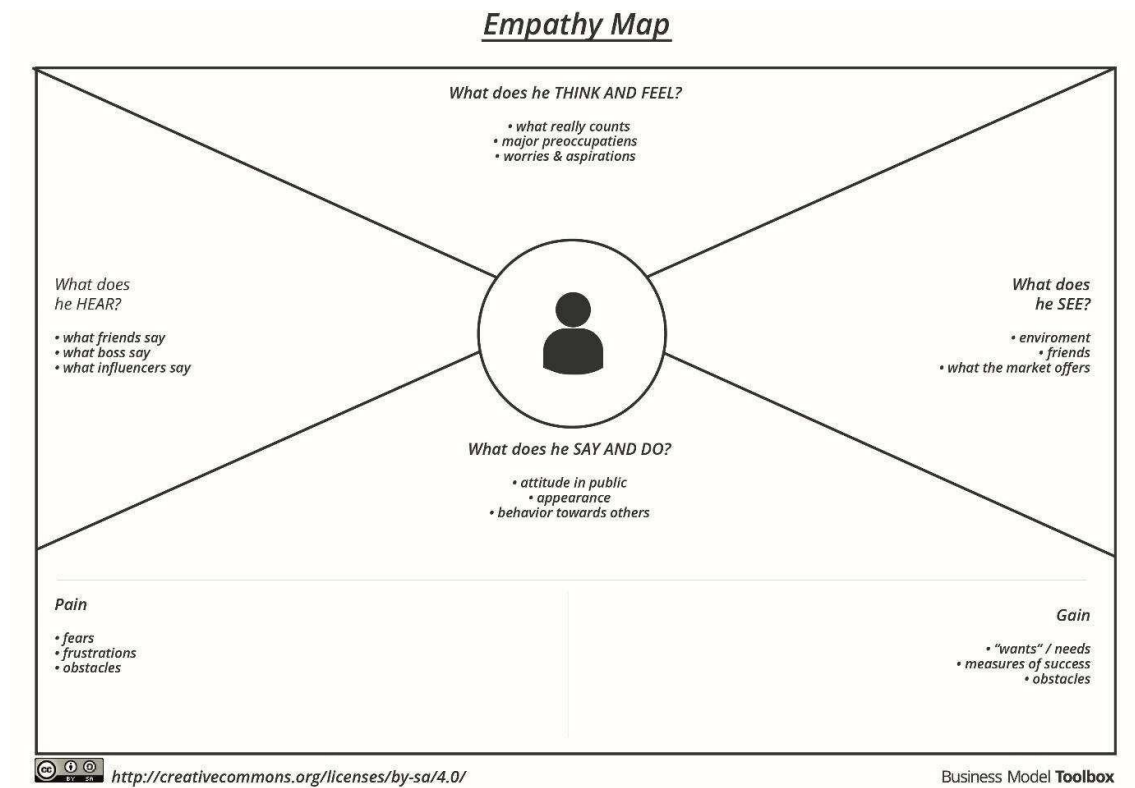 Empathy Map
What does he THINK AND FEEL?
• what really counts
• major preoccupatiens
• worries & aspirations
What does
he HEAR?
• what friends say
• what boss say
• what influencers say
What does
he SEE?
• enviroment
• friends
• what the market offers
What does he SAY AND DO?
• attitude in public
• appearance
• behavior towards others
Pain
• fears
• frustrations
• obstacles
Gain
• “wants” / needs
• measures of success
• obstacles
cc BY SA
http://creativecommons.org/licenses/by-sa/4.0/
Business Model Toolbox